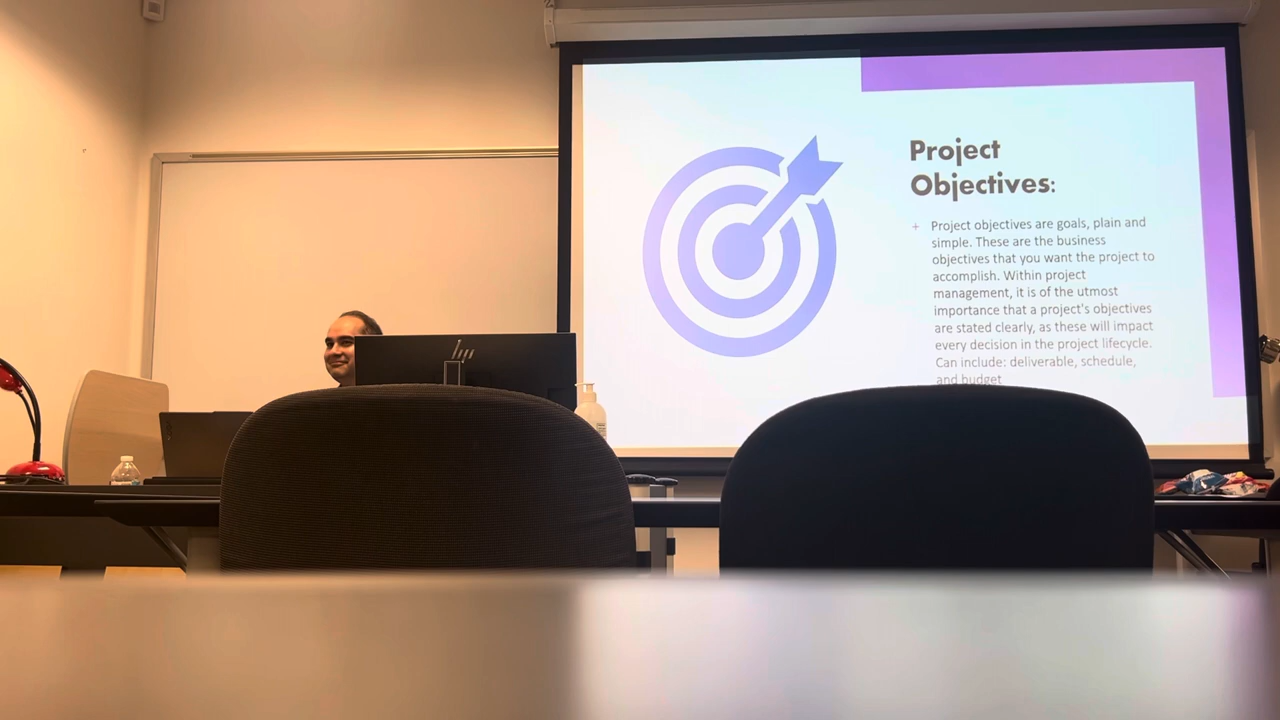 Project
Objectives:
+ Project objectives are goals, plain and
simple. These are the business
objectives that you want the project to
accomplish. Within project
management, it is of the utmost
importance that a project's objectives
are stated clearly, as these will impact
every decision in the project lifecycle.
Can include: deliverable, schedule,
and budget
hp